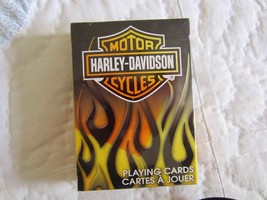 MOTOR
HARLEY-DAVIDSON
CYCLES
PLAYING CARDS
CARTES À JOUER